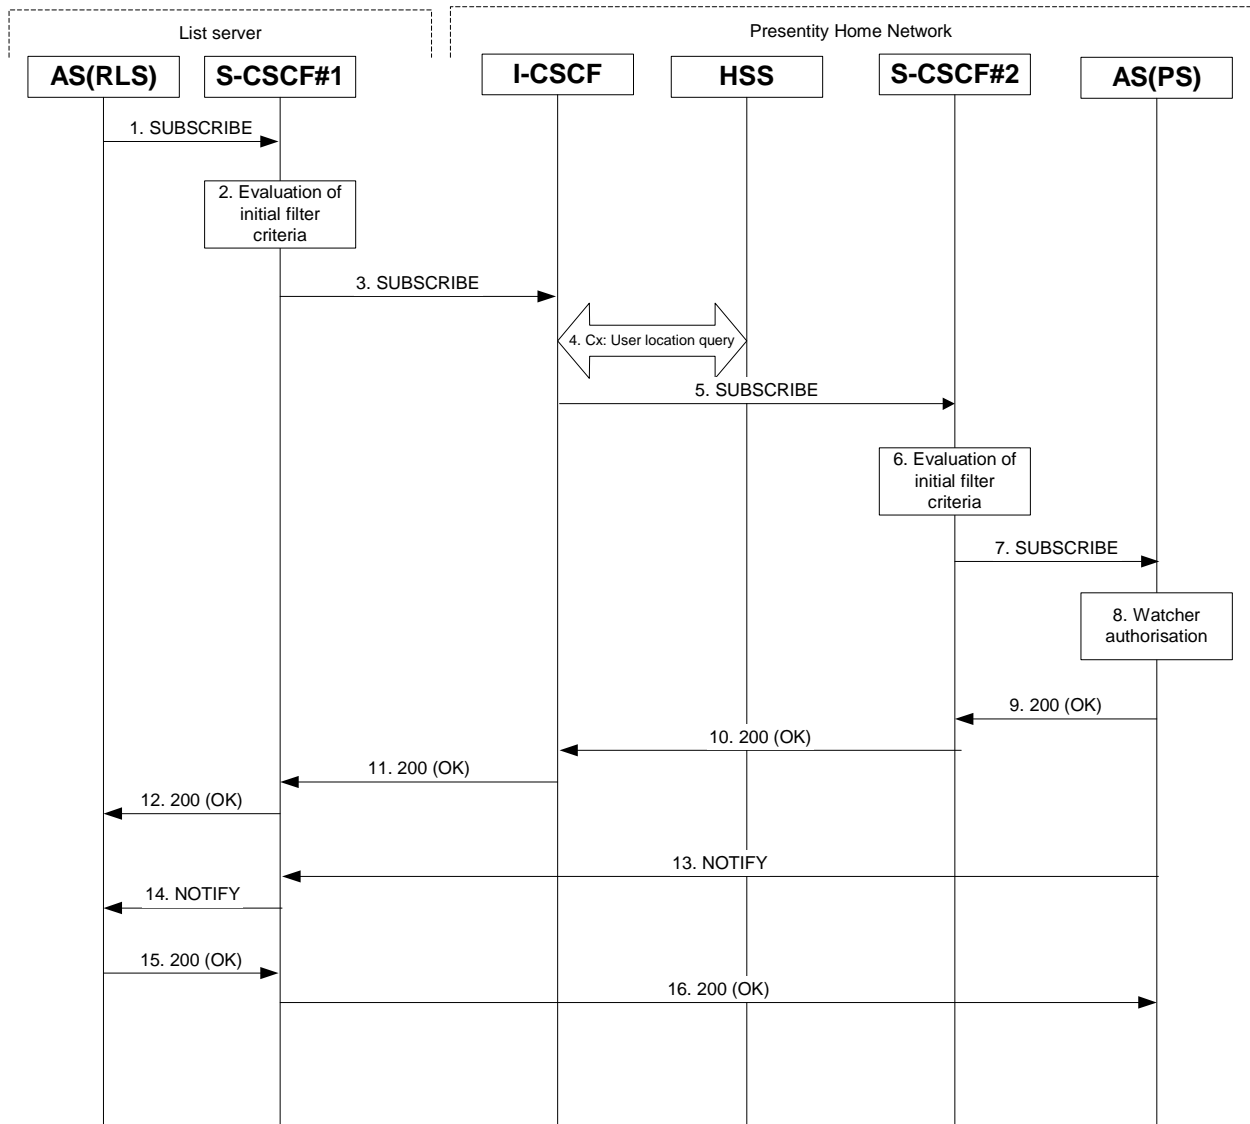 List server
Presentity Home Network
AS(RLS)
S-CSCF#1
I-CSCF
HSS
S-CSCF#2
AS(PS)
1. SUBSCRIBE
2. Evaluation of
initial filter
criteria
3. SUBSCRIBE
4. Cx: User location query
5. SUBSCRIBE
6. Evaluation of
initial filter
criteria
7. SUBSCRIBE
8. Watcher
authorisation
9. 200 (OK)
10. 200 (OK)
11. 200 (OK)
12. 200 (OK)
13. NOTIFY
14. NOTIFY
15. 200 (OK)
16. 200 (OK)